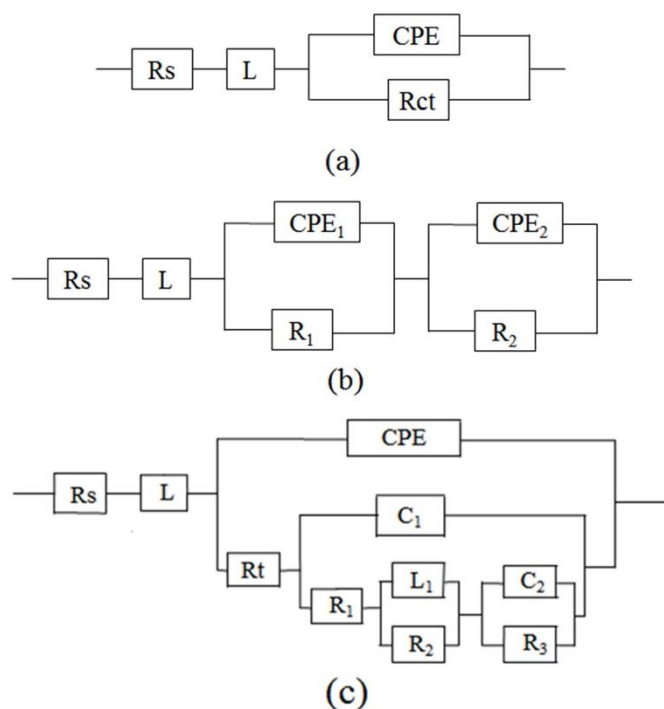 CPE
Rs L
Rct
(a)
CPE₁ CPE₂
Rs L
R₁ R₂
(b)
CPE
Rs L
C₁
Rt L₁ C₂
R₁
R₂ R₃
(c)